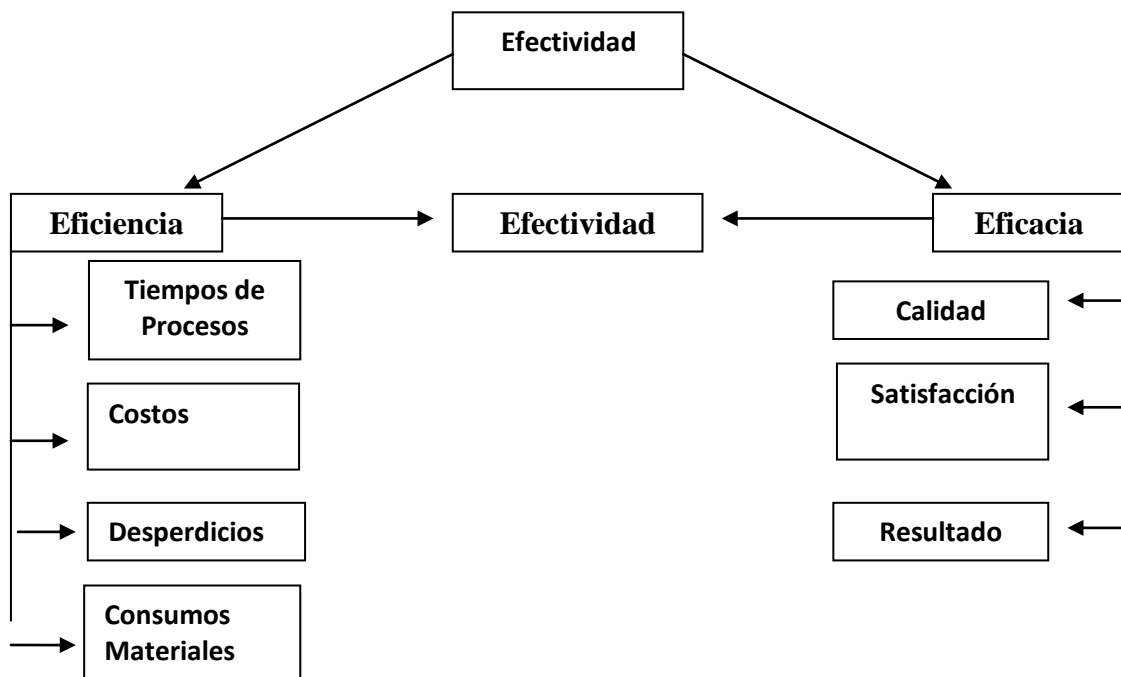 Efectividad
Eficiencia
Efectividad
Eficacia
Tiempos de
Procesos
Calidad
Costos
Satisfacción
Desperdicios
Resultado
Consumos
Materiales